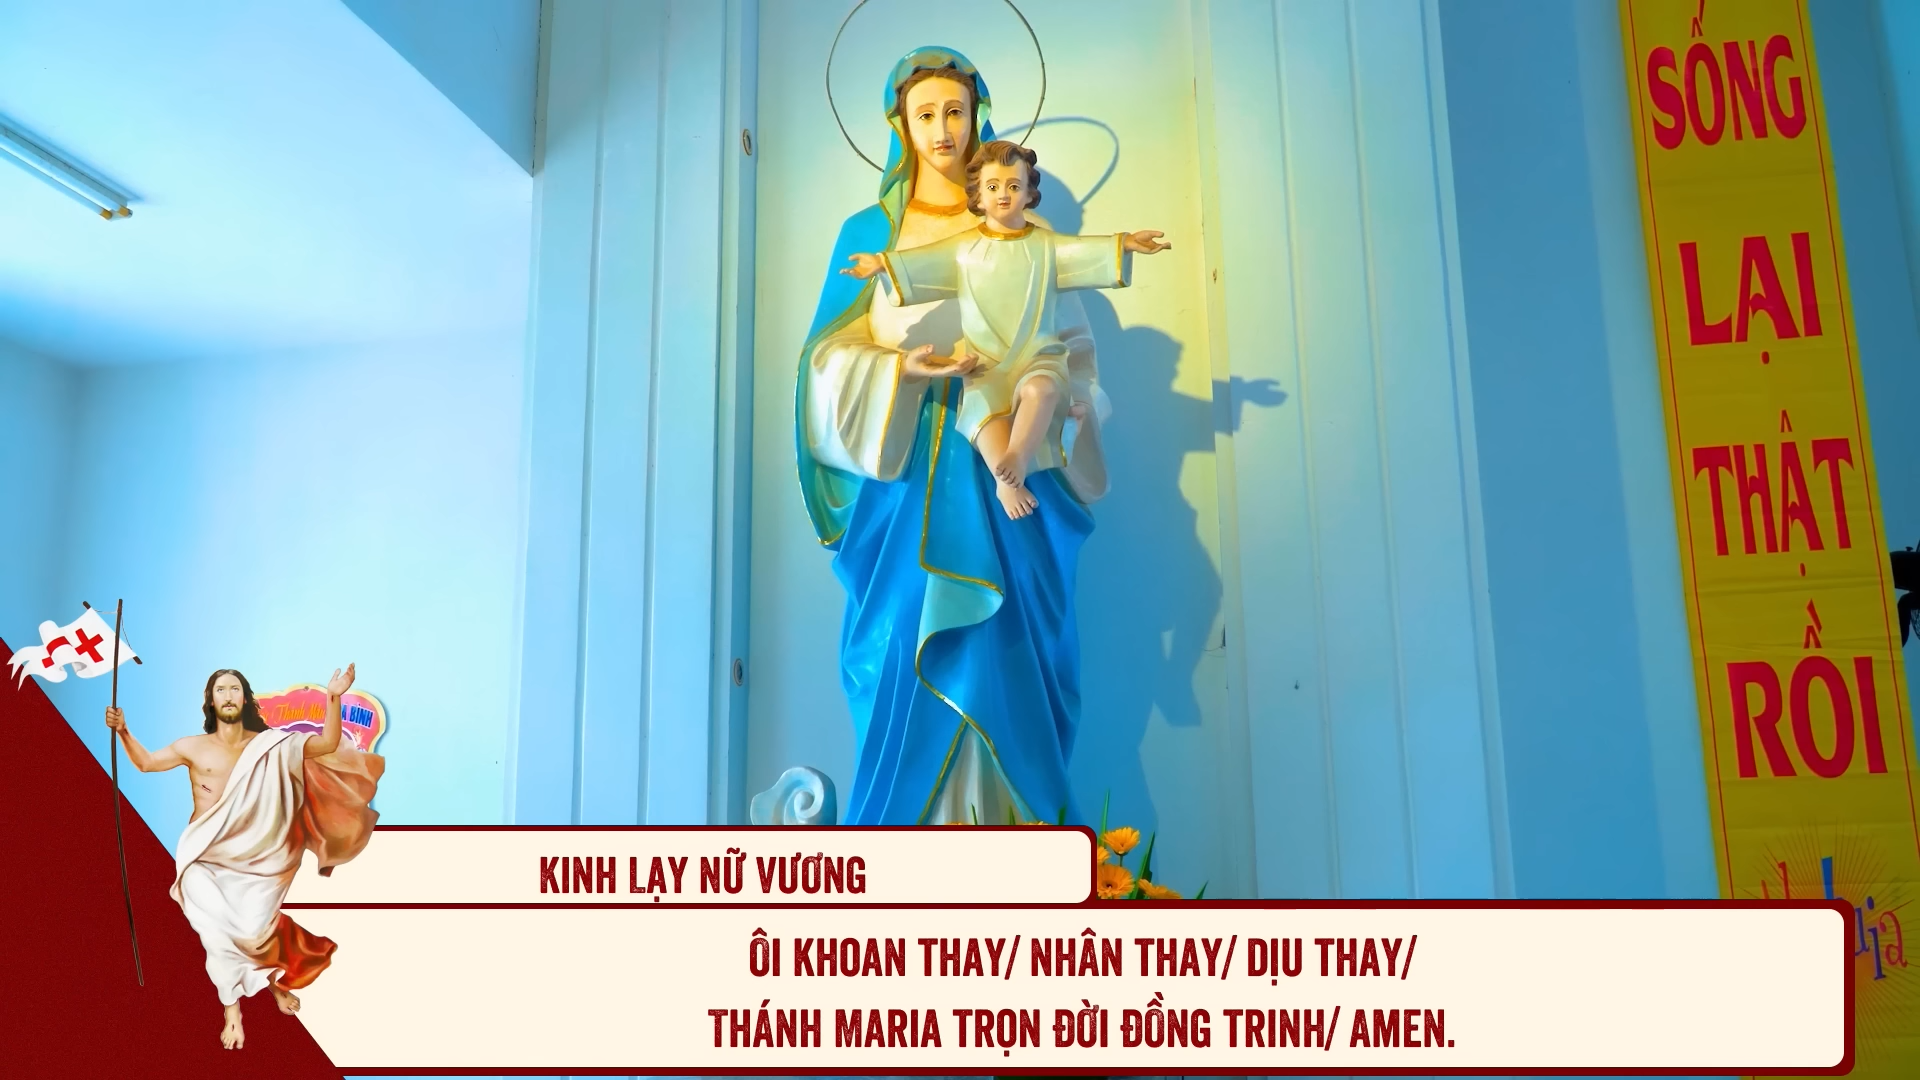 SỐNG
LẠI
THẬT
RỒI
BÌNH
KINH LẠY NỮ VƯƠNG
ÔI KHOAN THAY/ NHÂN THAY/ DỊU THAY/
THÁNH MARIA TRỌN ĐỜI ĐỒNG TRINH/ AMEN.